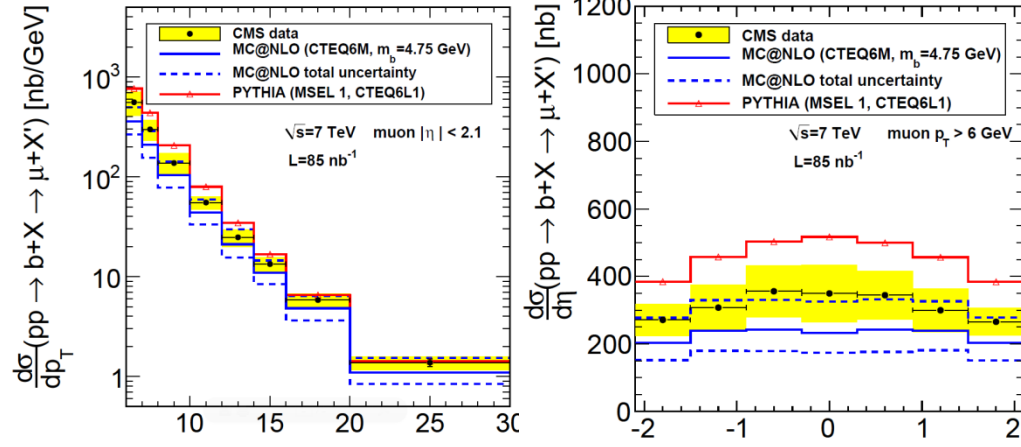 dσ/dp_T (pp → b+X → μ+X') [nb/GeV]
10³
10²
10
1
CMS data
MC@NLO (CTEQ6M, m_b=4.75 GeV)
MC@NLO total uncertainty
PYTHIA (MSEL 1, CTEQ6L1)
√s=7 TeV muon |η| < 2.1
L=85 nb⁻¹
10 15 20 25 30
dσ/dη (pp → b+X → μ+X') [nb]
1200
1000
800
600
400
200
0
CMS data
MC@NLO (CTEQ6M, m_b=4.75 GeV)
MC@NLO total uncertainty
PYTHIA (MSEL 1, CTEQ6L1)
√s=7 TeV muon p_T > 6 GeV
L=85 nb⁻¹
-2 -1 0 1 2